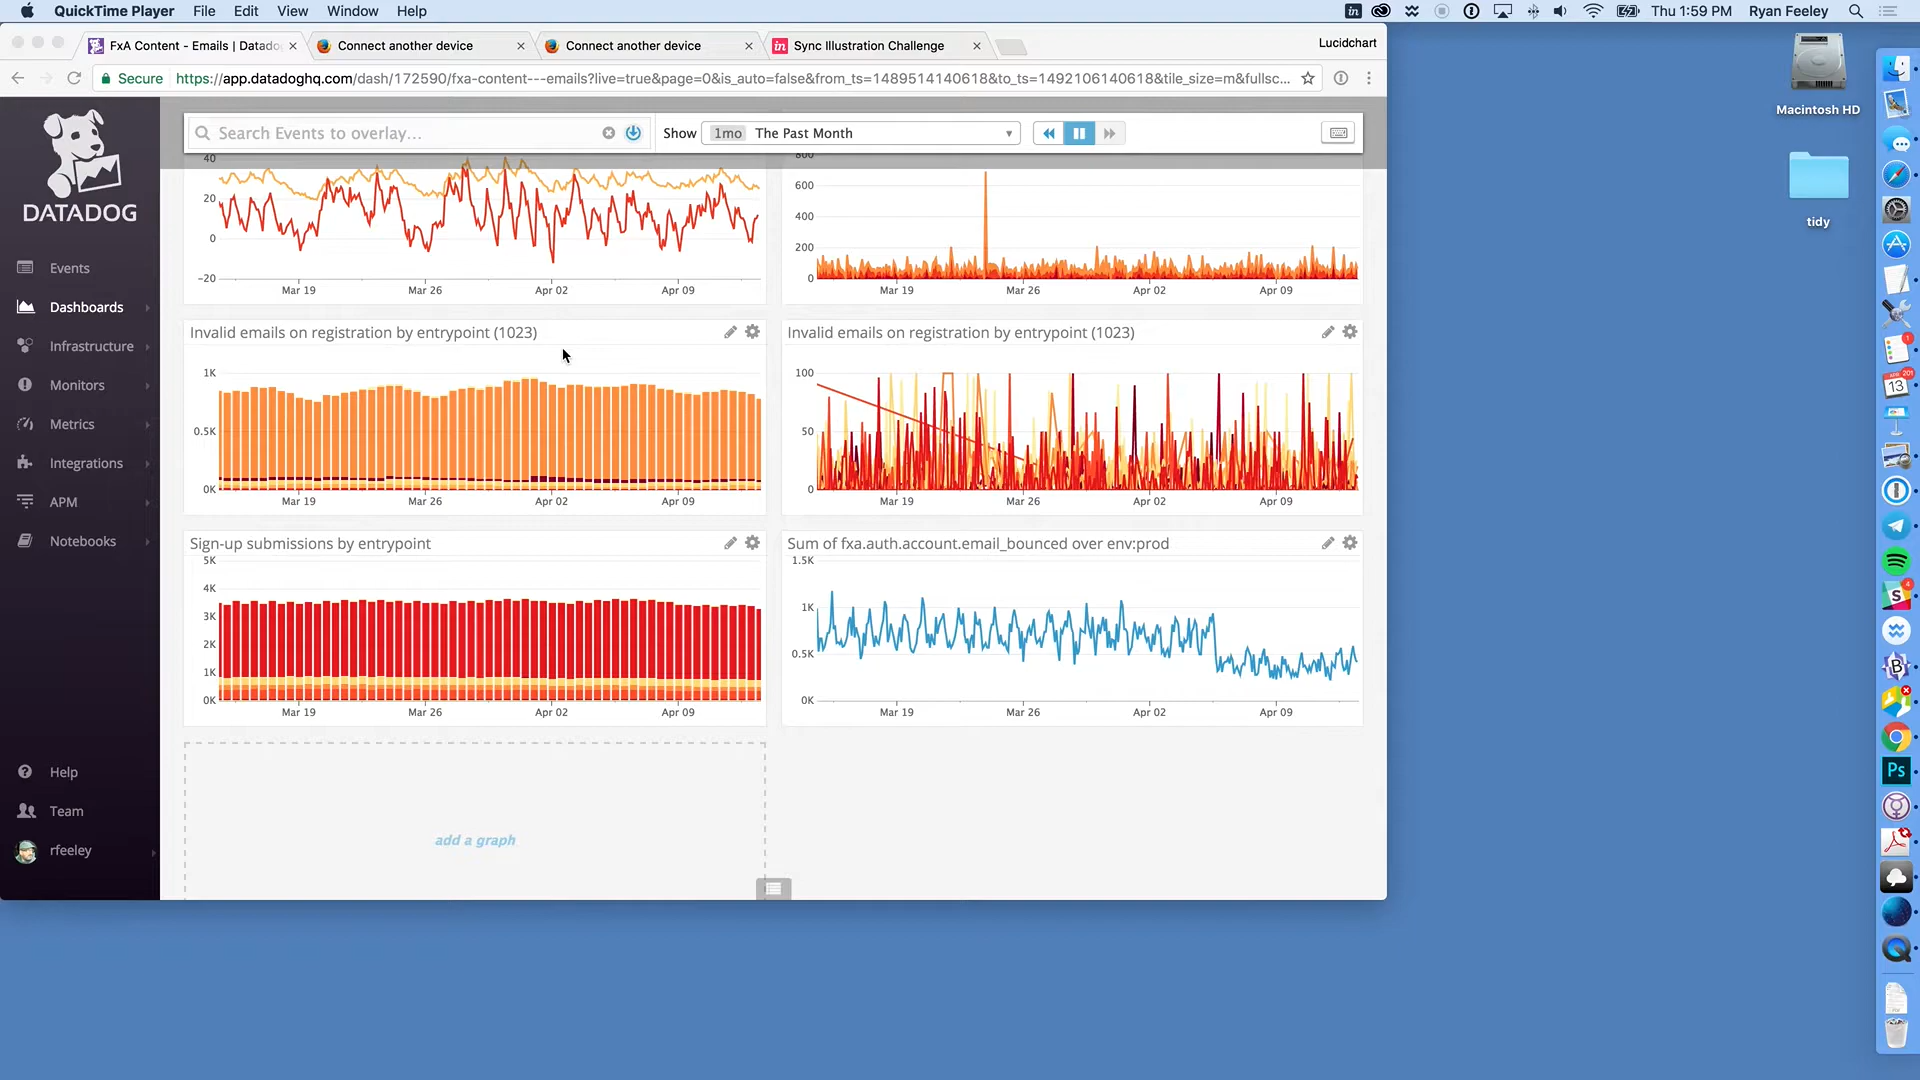 QuickTime Player File Edit View Window Help
Thu 1:59 PM Ryan Feeley
FxA Content - Emails | Datado
Connect another device
Connect another device
Sync Illustration Challenge
Lucidchart
Secure https://app.datadoghq.com/dash/172590/fxa-content---emails?live=true&page=0&is_auto=false&from_ts=1489514140618&to_ts=1492106140618&tile_size=m&fullsc...
DATADOG
Events
Dashboards
Infrastructure
Monitors
Metrics
Integrations
APM
Notebooks
Help
Team
rfeeley
Search Events to overlay...
Show 1mo The Past Month
40
20
0
-20
Mar 19 Mar 26 Apr 02 Apr 09
800
600
400
200
0
Mar 19 Mar 26 Apr 02 Apr 09
Invalid emails on registration by entrypoint (1023)
1K
0.5K
0K
Mar 19 Mar 26 Apr 02 Apr 09
Invalid emails on registration by entrypoint (1023)
100
50
0
Mar 19 Mar 26 Apr 02 Apr 09
Sign-up submissions by entrypoint
5K
4K
3K
2K
1K
0K
Mar 19 Mar 26 Apr 02 Apr 09
Sum of fxa.auth.account.email_bounced over env:prod
1.5K
1K
0.5K
0K
Mar 19 Mar 26 Apr 02 Apr 09
add a graph
Macintosh HD
tidy
1
201
13
4
S
B
Ps